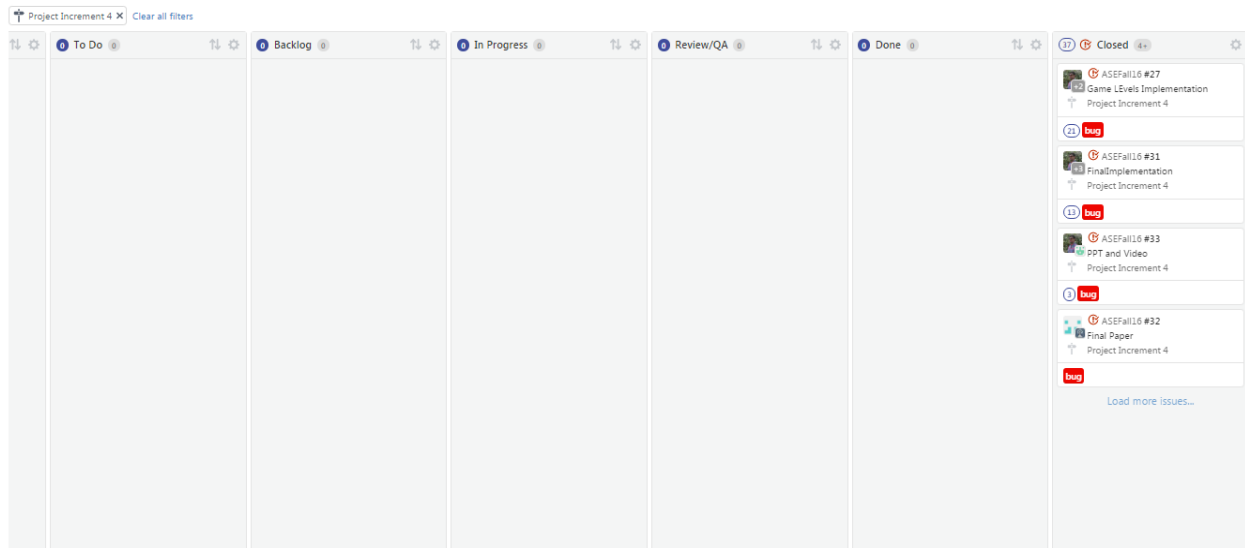 Project Increment 4 ✕ Clear all filters
0 To Do 0
0 Backlog 0
0 In Progress 0
0 Review/QA 0
0 Done 0
37 Closed 4+
ASEFall16 #27
+2
Game LEvels Implementation
Project Increment 4
21 bug
ASEFall16 #31
+3
FinalImplementation
Project Increment 4
13 bug
ASEFall16 #33
PPT and Video
Project Increment 4
3 bug
ASEFall16 #32
Final Paper
Project Increment 4
bug
Load more issues...